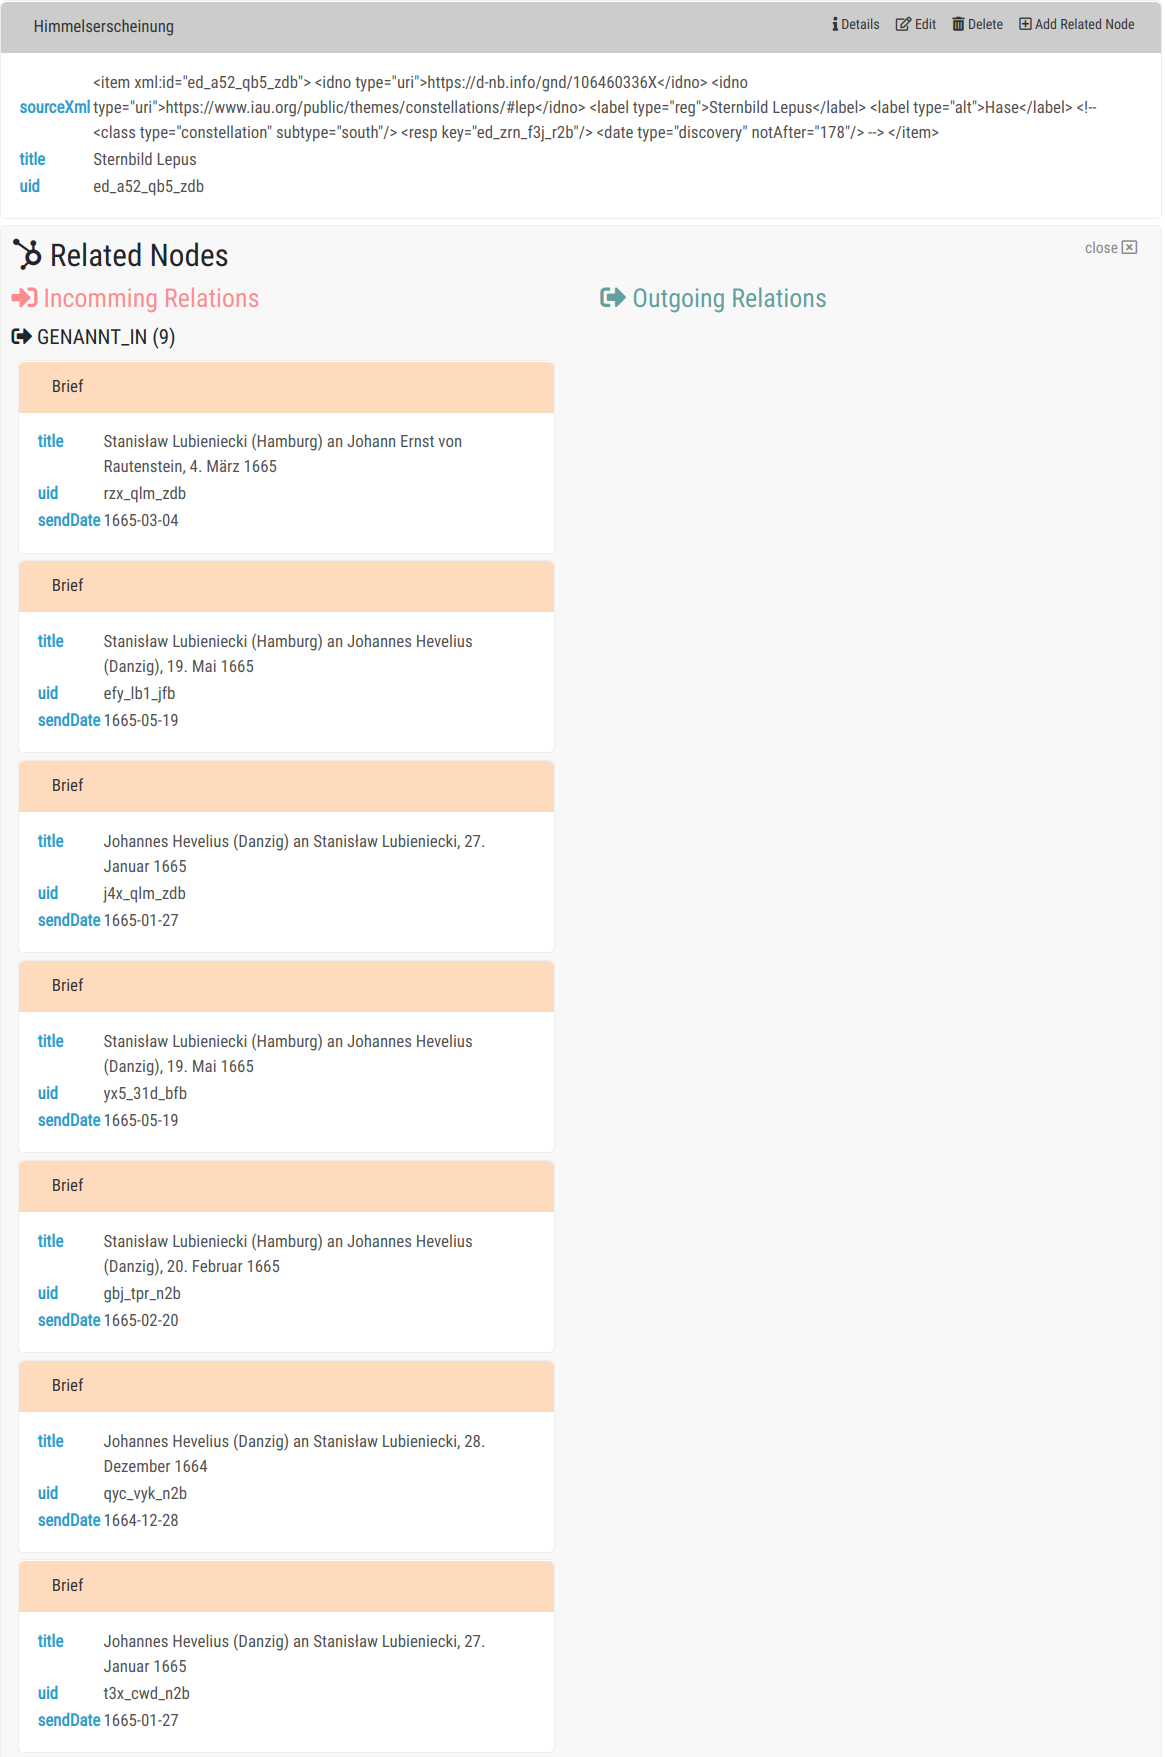 Himmelserscheinung
Details Edit Delete Add Related Node
<item xml:id="ed_a52_qb5_zdb"> <idno type="uri">https://d-nb.info/gnd/106460336X</idno> <idno
sourceXml type="uri">https://www.iau.org/public/themes/constellations/#lep</idno> <label type="reg">Sternbild Lepus</label> <label type="alt">Hase</label> <!--
<class type="constellation" subtype="south"/> <resp key="ed_zrn_f3j_r2b"/> <date type="discovery" notAfter="178"/> --> </item>
title Sternbild Lepus
uid ed_a52_qb5_zdb
Related Nodes
close
Incomming Relations
Outgoing Relations
GENANNT_IN (9)
Brief
title Stanisław Lubieniecki (Hamburg) an Johann Ernst von
Rautenstein, 4. März 1665
uid rzx_qlm_zdb
sendDate 1665-03-04
Brief
title Stanisław Lubieniecki (Hamburg) an Johannes Hevelius
(Danzig), 19. Mai 1665
uid efy_lb1_jfb
sendDate 1665-05-19
Brief
title Johannes Hevelius (Danzig) an Stanisław Lubieniecki, 27.
Januar 1665
uid j4x_qlm_zdb
sendDate 1665-01-27
Brief
title Stanisław Lubieniecki (Hamburg) an Johannes Hevelius
(Danzig), 19. Mai 1665
uid yx5_31d_bfb
sendDate 1665-05-19
Brief
title Stanisław Lubieniecki (Hamburg) an Johannes Hevelius
(Danzig), 20. Februar 1665
uid gbj_tpr_n2b
sendDate 1665-02-20
Brief
title Johannes Hevelius (Danzig) an Stanisław Lubieniecki, 28.
Dezember 1664
uid qyc_vyk_n2b
sendDate 1664-12-28
Brief
title Johannes Hevelius (Danzig) an Stanisław Lubieniecki, 27.
Januar 1665
uid t3x_cwd_n2b
sendDate 1665-01-27